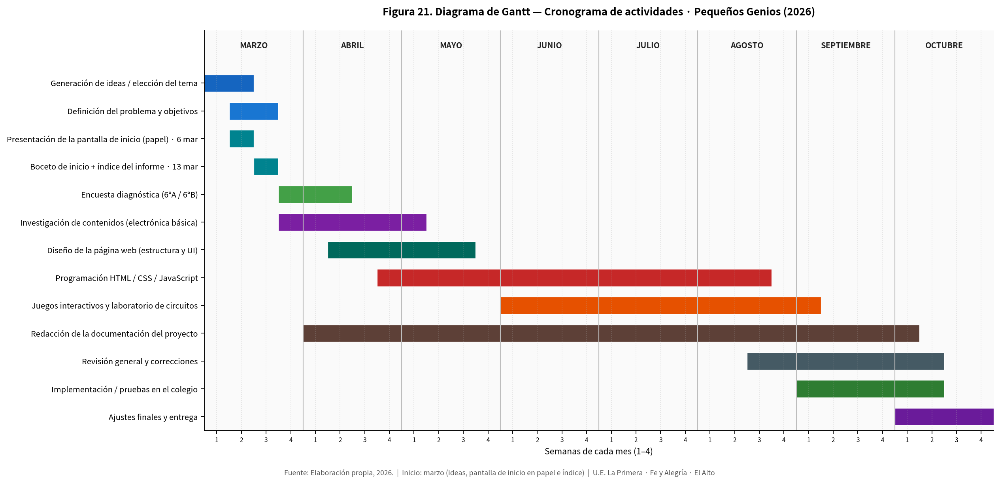 Figura 21. Diagrama de Gantt — Cronograma de actividades · Pequeños Genios (2026)
MARZO ABRIL MAYO JUNIO JULIO AGOSTO SEPTIEMBRE OCTUBRE
Generación de ideas / elección del tema
Definición del problema y objetivos
Presentación de la pantalla de inicio (papel) · 6 mar
Boceto de inicio + índice del informe · 13 mar
Encuesta diagnóstica (6°A / 6°B)
Investigación de contenidos (electrónica básica)
Diseño de la página web (estructura y UI)
Programación HTML / CSS / JavaScript
Juegos interactivos y laboratorio de circuitos
Redacción de la documentación del proyecto
Revisión general y correcciones
Implementación / pruebas en el colegio
Ajustes finales y entrega
1 2 3 4 1 2 3 4 1 2 3 4 1 2 3 4 1 2 3 4 1 2 3 4 1 2 3 4 1 2 3 4
Semanas de cada mes (1–4)
Fuente: Elaboración propia, 2026. | Inicio: marzo (ideas, pantalla de inicio en papel e índice) | U.E. La Primera · Fe y Alegría · El Alto